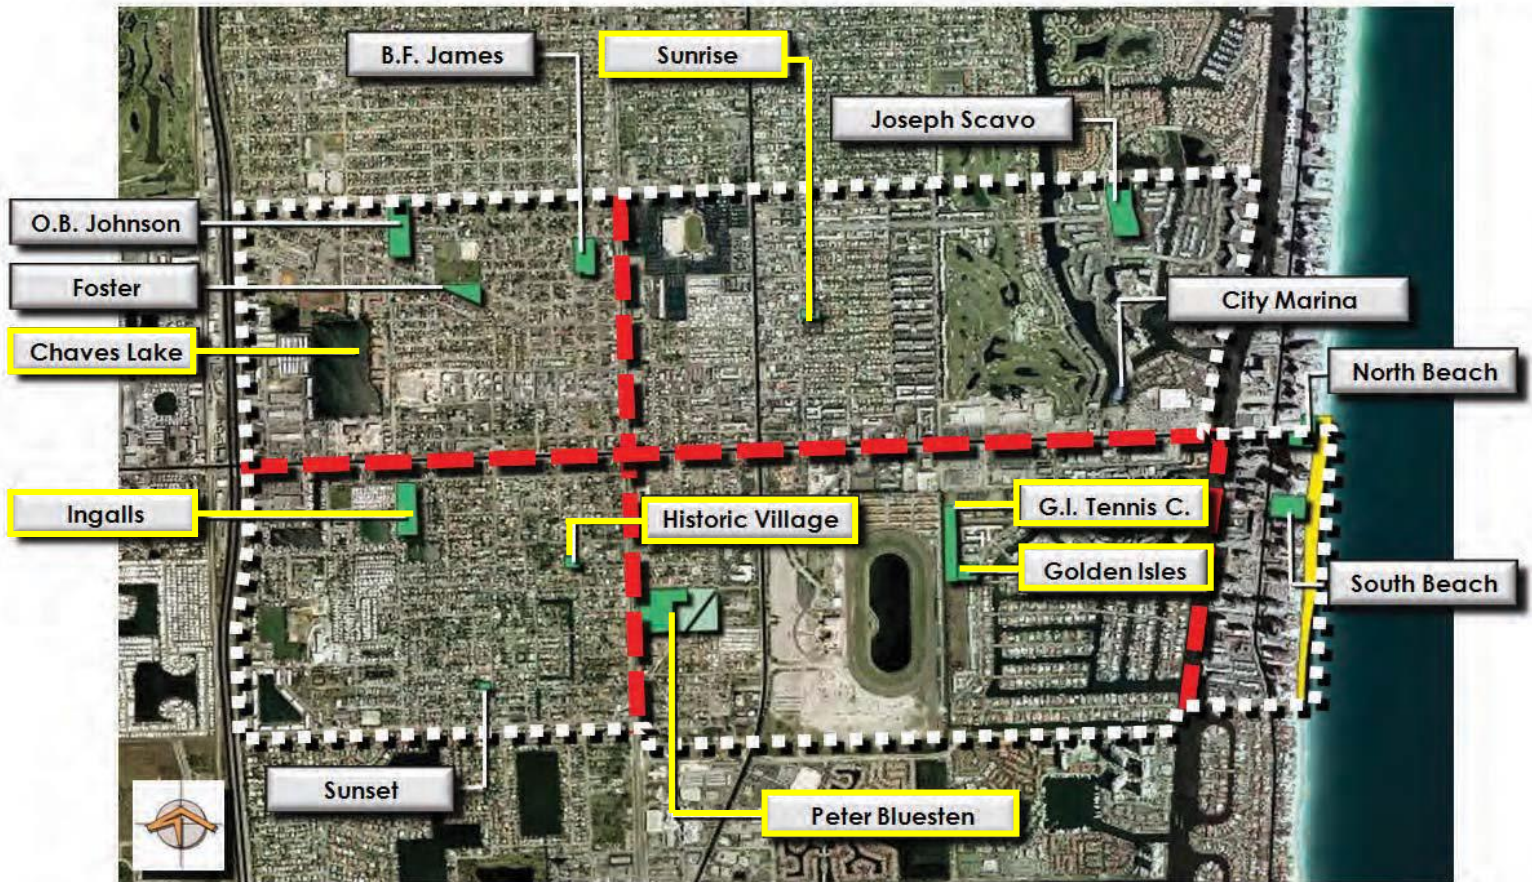 B.F. James
Sunrise
Joseph Scavo
O.B. Johnson
Foster
City Marina
Chaves Lake
North Beach
Ingalls
Historic Village
G.I. Tennis C.
Golden Isles
South Beach
Sunset
Peter Bluesten